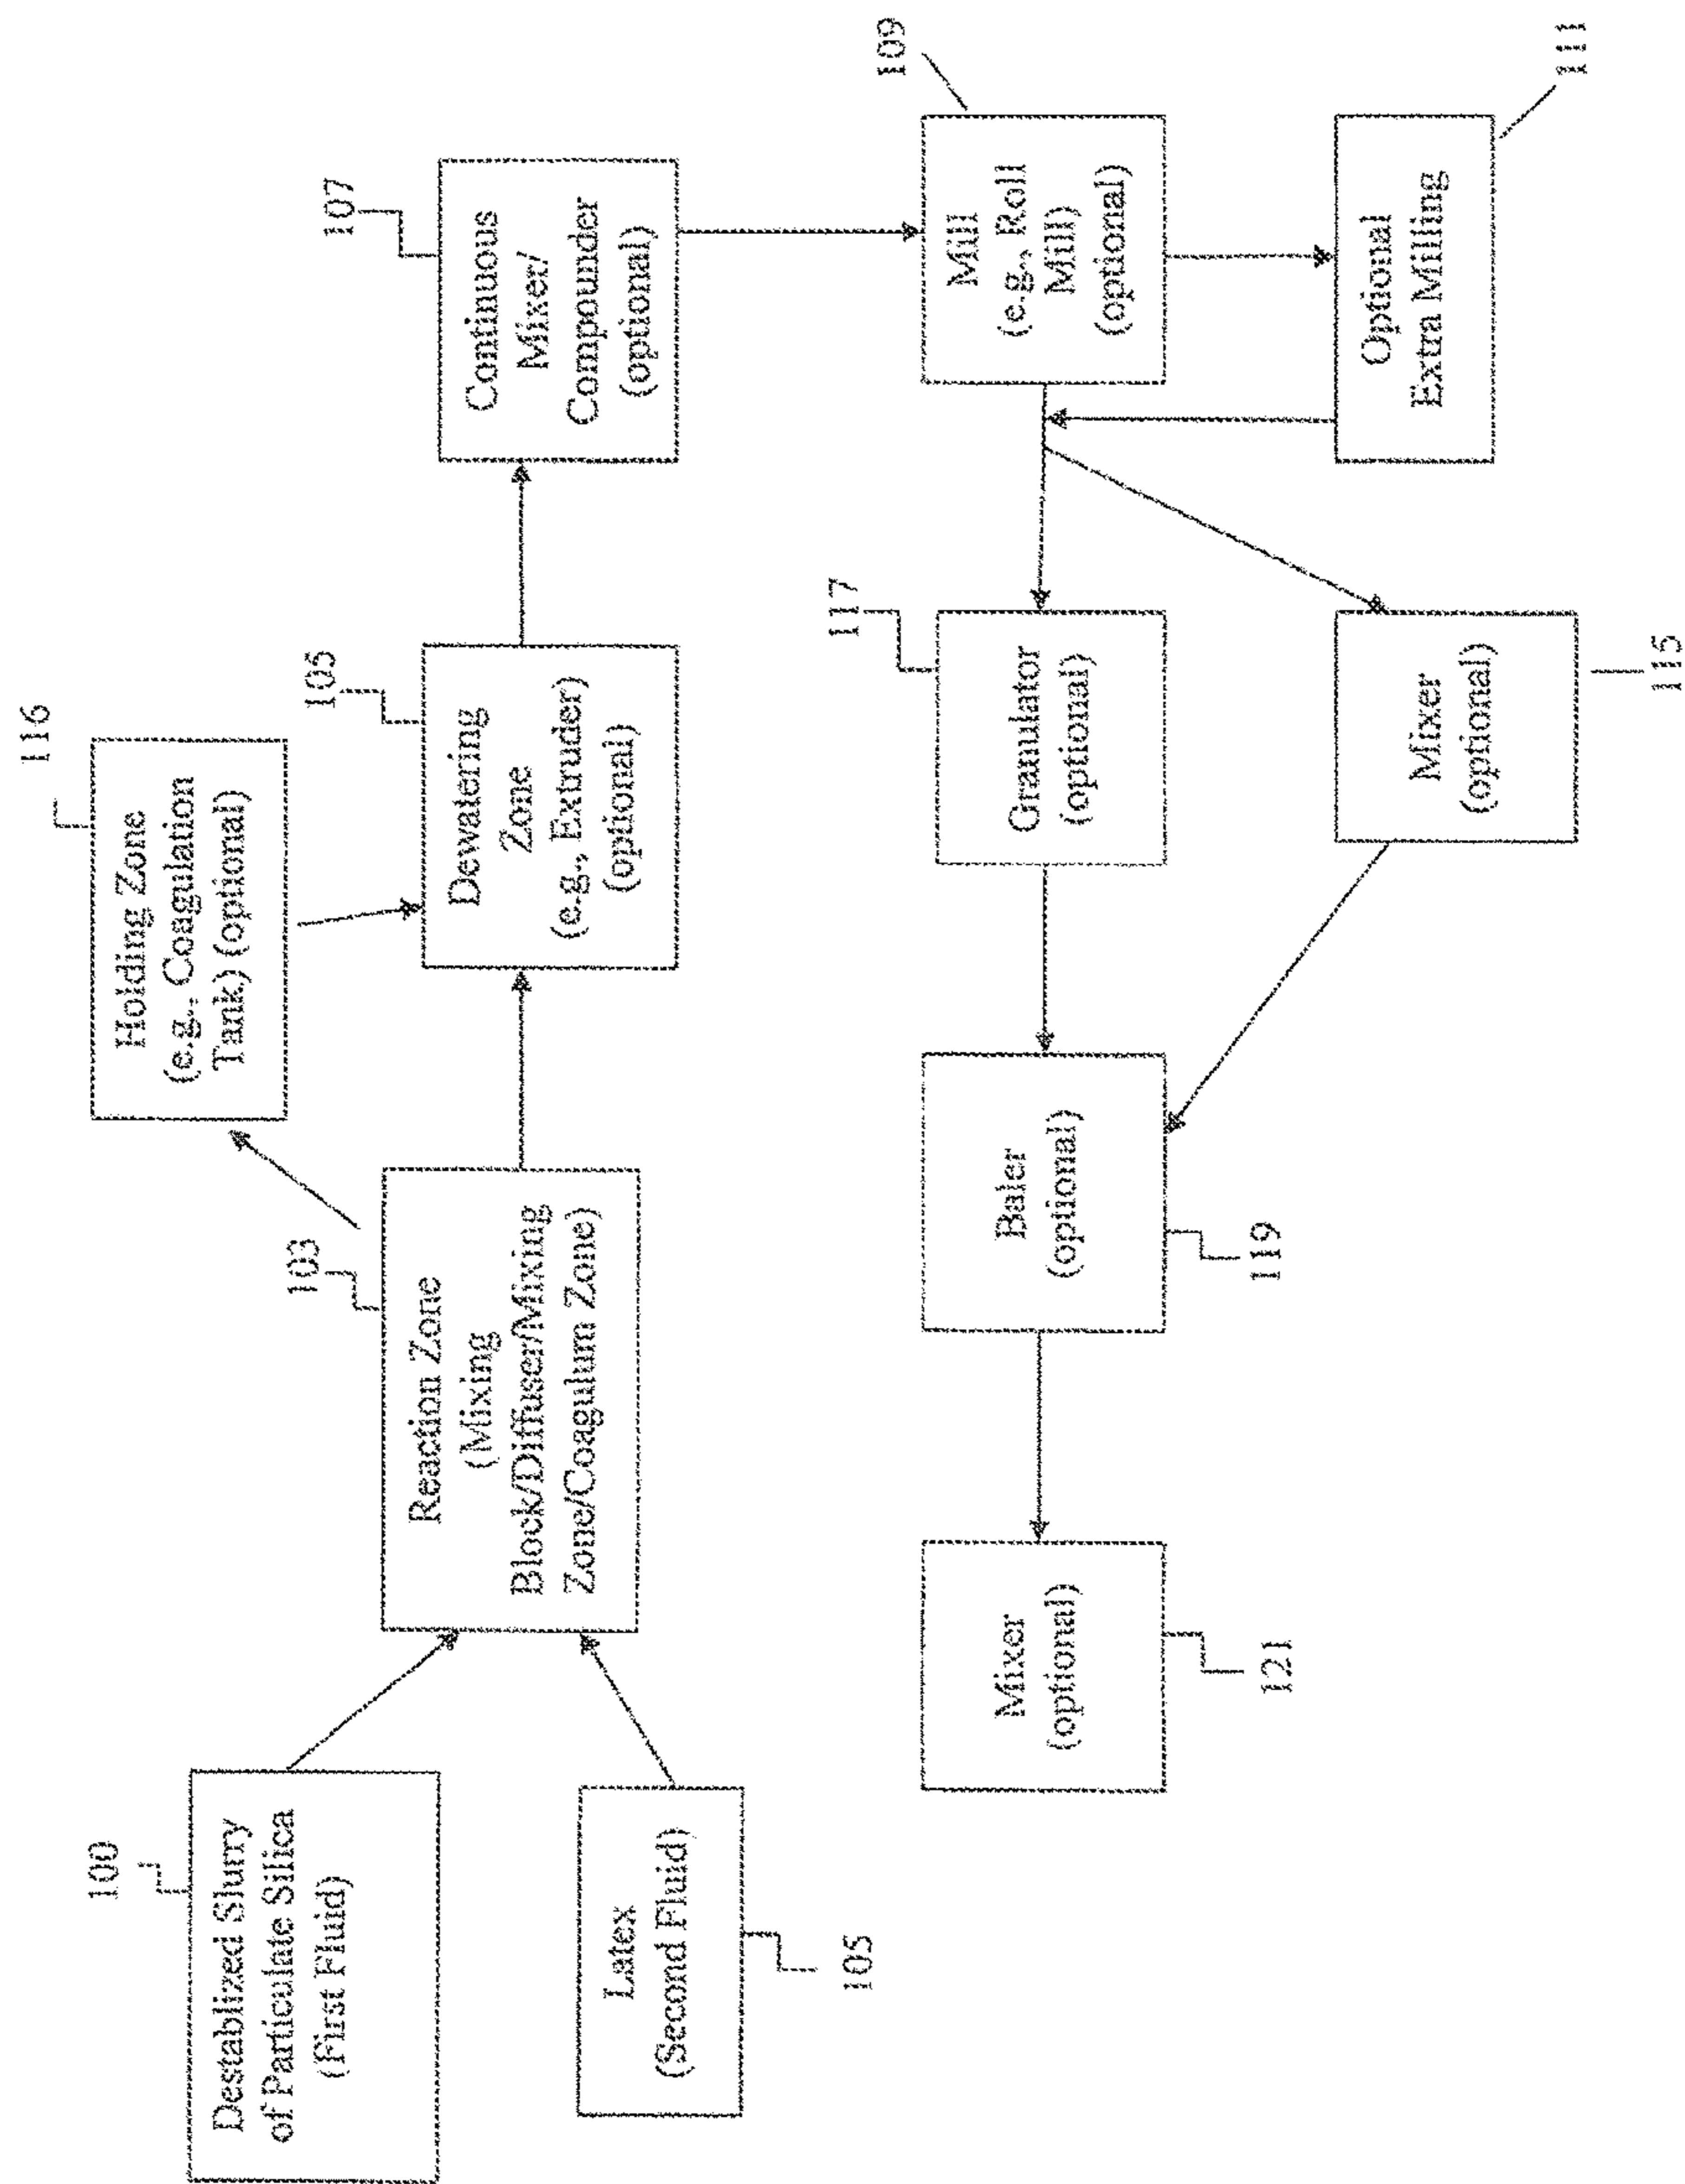 100
Destablized Slurry
of Particulate Silica
(First Fluid)
Latex
(Second Fluid)
105
103
Reaction Zone
(Mixing
Block/Diffuser/Mixing
Zone/Coagulum Zone)
116
Holding Zone
(e.g., Coagulation
Tank) (optional)
105
Dewatering
Zone
(e.g., Extruder)
(optional)
107
Continuous
Mixer/
Compounder
(optional)
109
Mill
(e.g., Roll
Mill)
(optional)
Optional
Extra Milling
111
117
Granulator
(optional)
Mixer
(optional)
115
Baler
(optional)
119
Mixer
(optional)
121